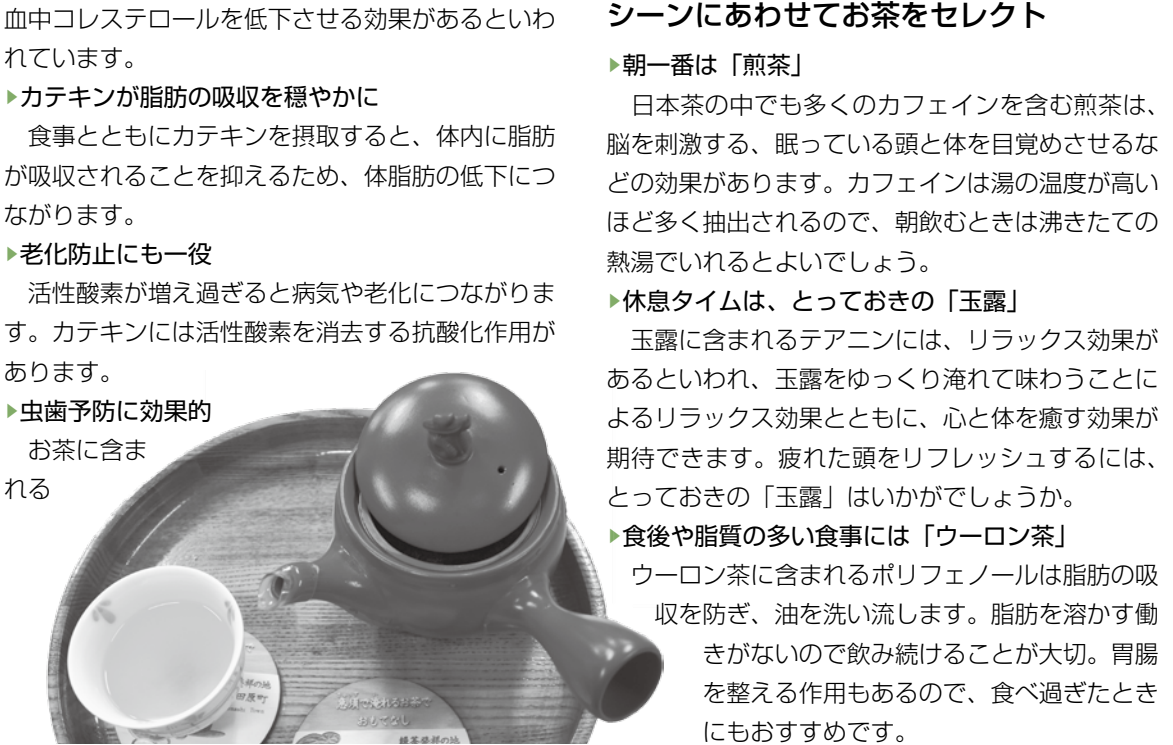 血中コレステロールを低下させる効果があるといわ
れています。
▶カテキンが脂肪の吸収を穏やかに
　食事とともにカテキンを摂取すると、体内に脂肪
が吸収されることを抑えるため、体脂肪の低下につ
ながります。
▶老化防止にも一役
　活性酸素が増え過ぎると病気や老化につながりま
す。カテキンには活性酸素を消去する抗酸化作用が
あります。
▶虫歯予防に効果的
　お茶に含ま
れる
シーンにあわせてお茶をセレクト
▶朝一番は「煎茶」
　日本茶の中でも多くのカフェインを含む煎茶は、
脳を刺激する、眠っている頭と体を目覚めさせるな
どの効果があります。カフェインは湯の温度が高い
ほど多く抽出されるので、朝飲むときは沸きたての
熱湯でいれるとよいでしょう。
▶休息タイムは、とっておきの「玉露」
　玉露に含まれるテアニンには、リラックス効果が
あるといわれ、玉露をゆっくり淹れて味わうことに
よるリラックス効果とともに、心と体を癒す効果が
期待できます。疲れた頭をリフレッシュするには、
とっておきの「玉露」はいかがでしょうか。
▶食後や脂質の多い食事には「ウーロン茶」
　ウーロン茶に含まれるポリフェノールは脂肪の吸
収を防ぎ、油を洗い流します。脂肪を溶かす働
きがないので飲み続けることが大切。胃腸
を整える作用もあるので、食べ過ぎたとき
にもおすすめです。
田原町
急須で淹れるお茶で
おもてなし
緑茶発祥の地